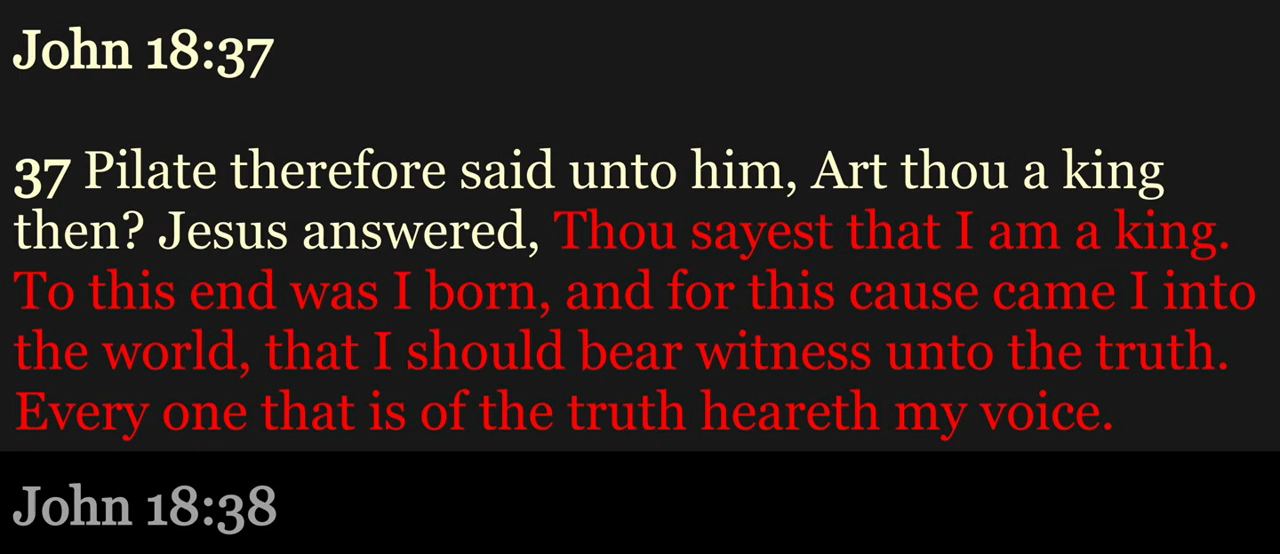 John 18:37
37 Pilate therefore said unto him, Art thou a king
then? Jesus answered, Thou sayest that I am a king.
To this end was I born, and for this cause came I into
the world, that I should bear witness unto the truth.
Every one that is of the truth heareth my voice.
John 18:38